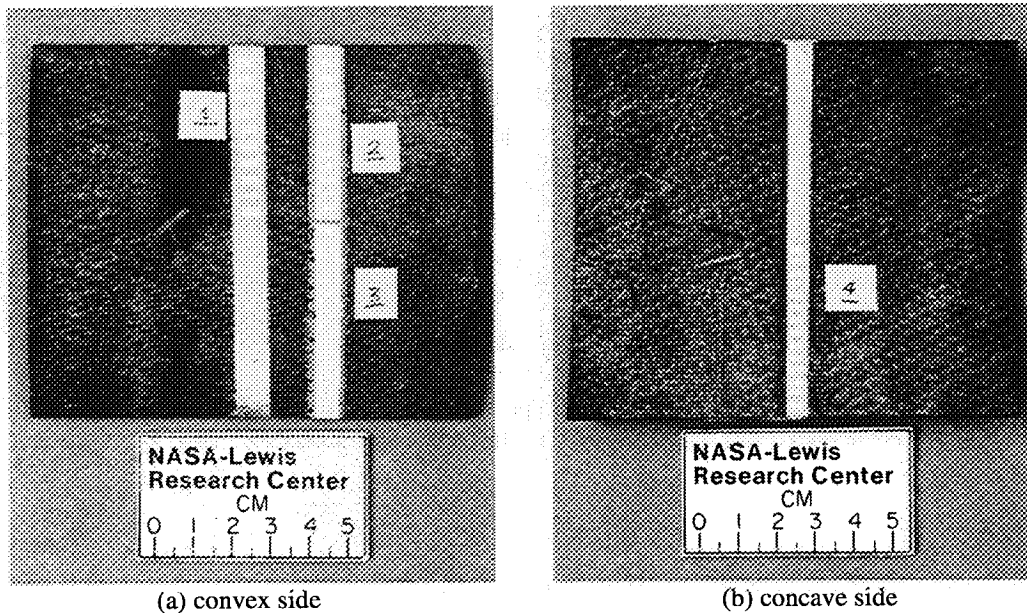 1
2
3
NASA-Lewis
Research Center
CM
0 1 2 3 4 5
(a) convex side
4
NASA-Lewis
Research Center
CM
0 1 2 3 4 5
(b) concave side